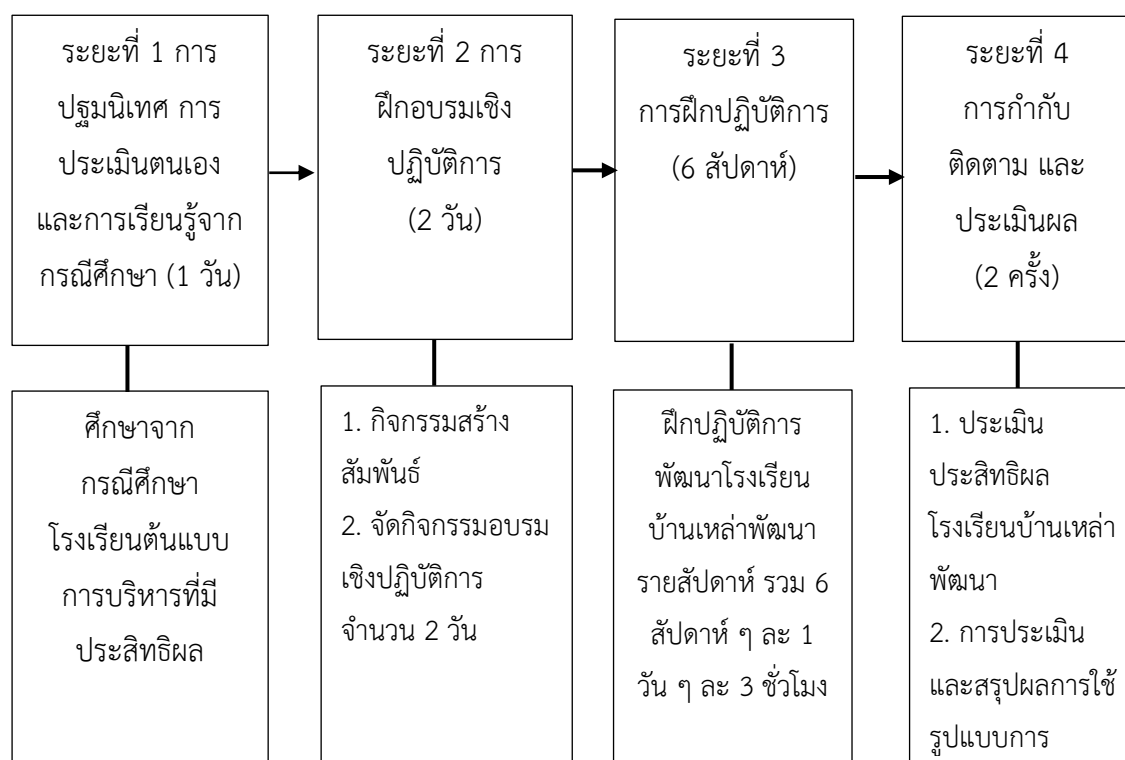 ระยะที่ 1 การ
ปฐมนิเทศ การ
ประเมินตนเอง
และการเรียนรู้จาก
กรณีศึกษา (1 วัน)
ระยะที่ 2 การ
ฝึกอบรมเชิง
ปฏิบัติการ
(2 วัน)
ระยะที่ 3
การฝึกปฏิบัติการ
(6 สัปดาห์)
ระยะที่ 4
การกำกับ
ติดตาม และ
ประเมินผล
(2 ครั้ง)
ศึกษาจาก
กรณีศึกษา
โรงเรียนต้นแบบ
การบริหารที่มี
ประสิทธิผล
1. กิจกรรมสร้าง
สัมพันธ์
2. จัดกิจกรรมอบรม
เชิงปฏิบัติการ
จำนวน 2 วัน
ฝึกปฏิบัติการ
พัฒนาโรงเรียน
บ้านเหล่าพัฒนา
รายสัปดาห์ รวม 6
สัปดาห์ ๆ ละ 1
วัน ๆ ละ 3 ชั่วโมง
1. ประเมิน
ประสิทธิผล
โรงเรียนบ้านเหล่า
พัฒนา
2. การประเมิน
และสรุปผลการใช้
รูปแบบการ